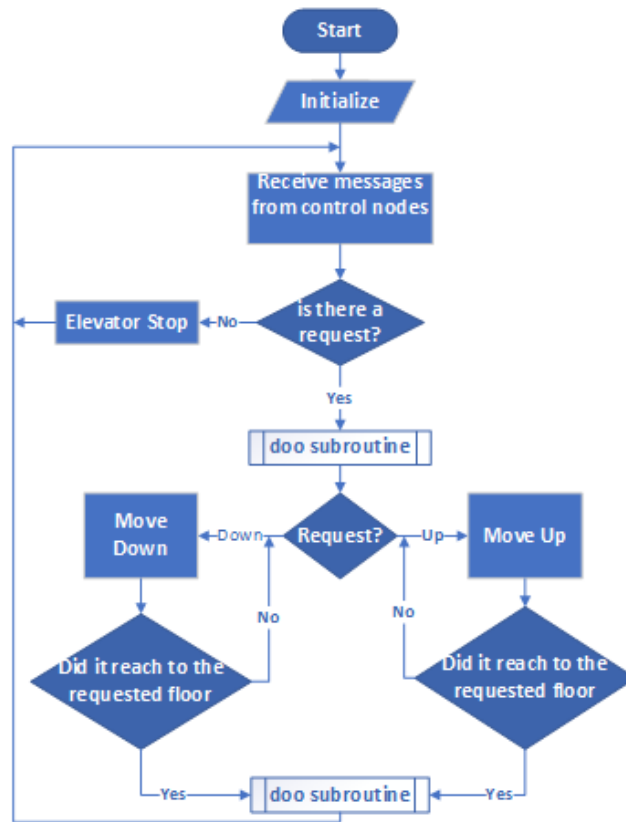 Start
Initialize
Receive messages
from control nodes
is there a
request?
No
Elevator Stop
Yes
doo subroutine
Request?
Down
Move
Down
Up
Move Up
No
No
Did it reach to the
requested floor
Did it reach to the
requested floor
Yes
doo subroutine
Yes